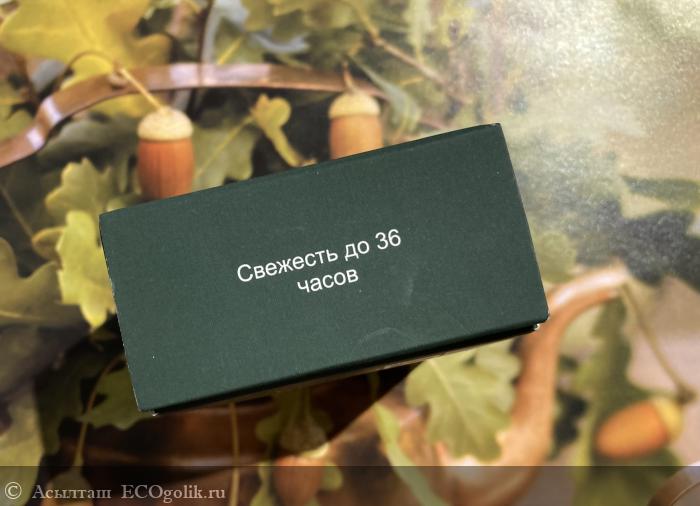 Свежесть до 36
часов
© Асылташ ECOgolik.ru